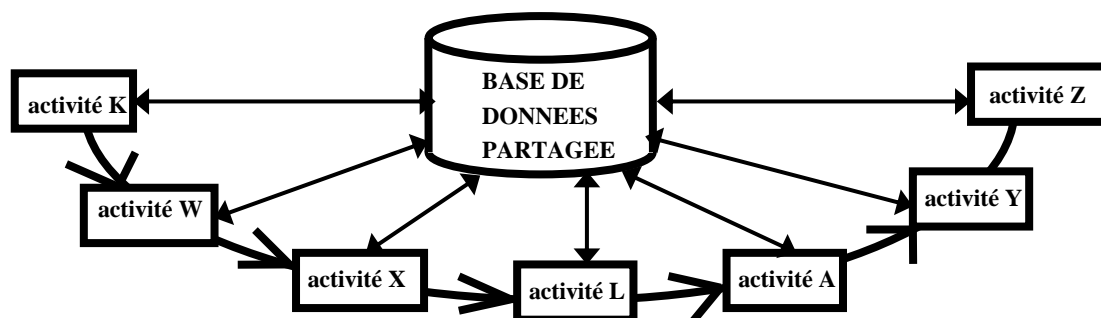 BASE DE
DONNEES
PARTAGEE
activité K
activité Z
activité W
activité Y
activité X
activité L
activité A